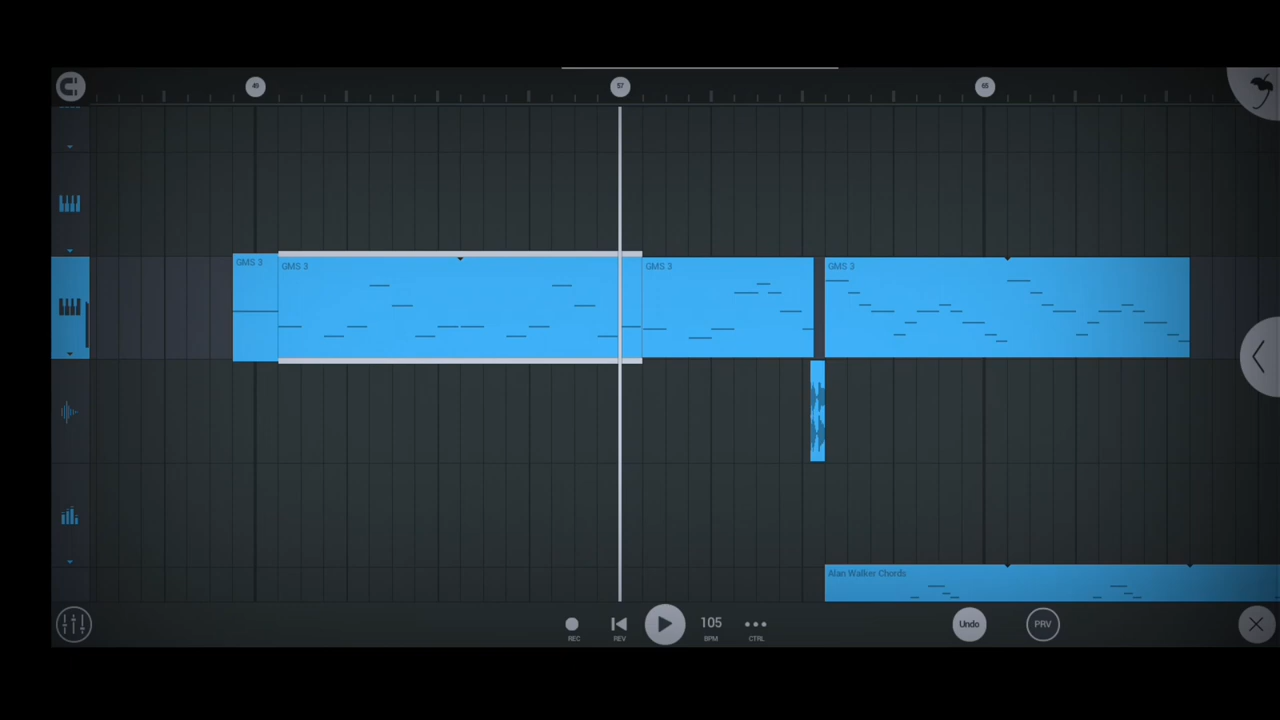 49 57 65
GMS 3 GMS 3 GMS 3 GMS 3
Alan Walker Chords
105 Undo PRV
REC REV BPM CTRL